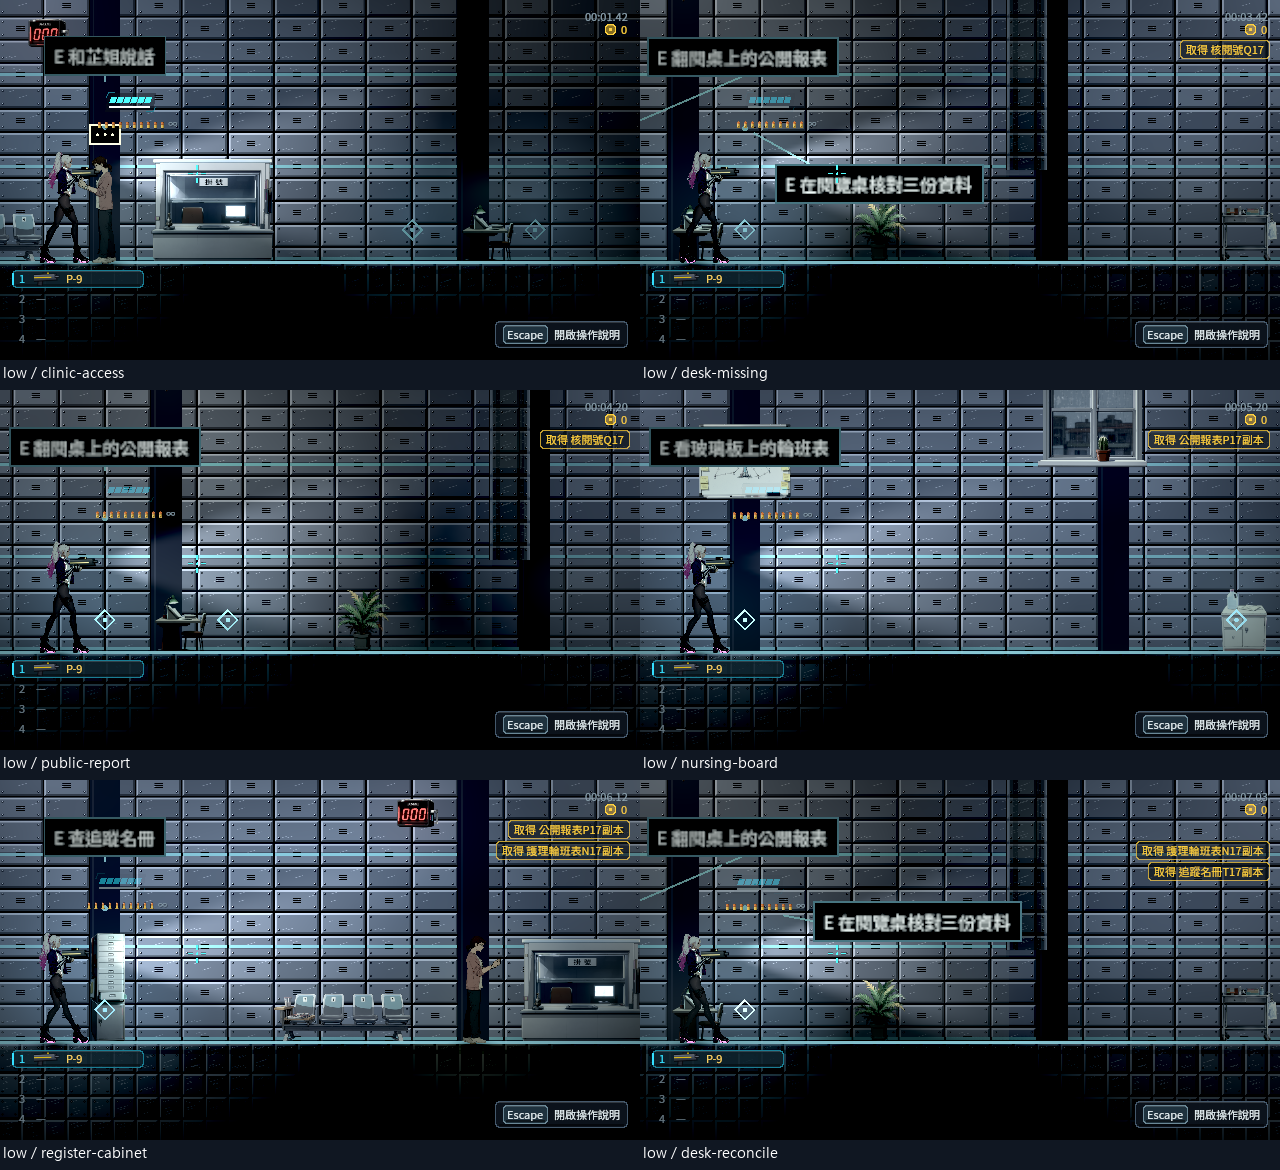 00:01.42
000
0
E 和芷姐說話
掛號
1 P-9
2 —
3 —
4 —
Escape 開啟操作說明
low / clinic-access
00:03.42
0
取得 核閱號Q17
E 翻閱桌上的公開報表
E 在閱覽桌核對三份資料
1 P-9
2 —
3 —
4 —
Escape 開啟操作說明
low / desk-missing
00:04.20
0
取得 核閱號Q17
E 翻閱桌上的公開報表
1 P-9
2 —
3 —
4 —
Escape 開啟操作說明
low / public-report
00:05.20
0
取得 公開報表P17副本
E 看玻璃板上的輪班表
1 P-9
2 —
3 —
4 —
Escape 開啟操作說明
low / nursing-board
00:06.12
000
0
取得 公開報表P17副本
取得 護理輪班表N17副本
E 查追蹤名冊
掛號
1 P-9
2 —
3 —
4 —
Escape 開啟操作說明
low / register-cabinet
00:07.03
0
取得 護理輪班表N17副本
取得 追蹤名冊T17副本
E 翻閱桌上的公開報表
E 在閱覽桌核對三份資料
1 P-9
2 —
3 —
4 —
Escape 開啟操作說明
low / desk-reconcile